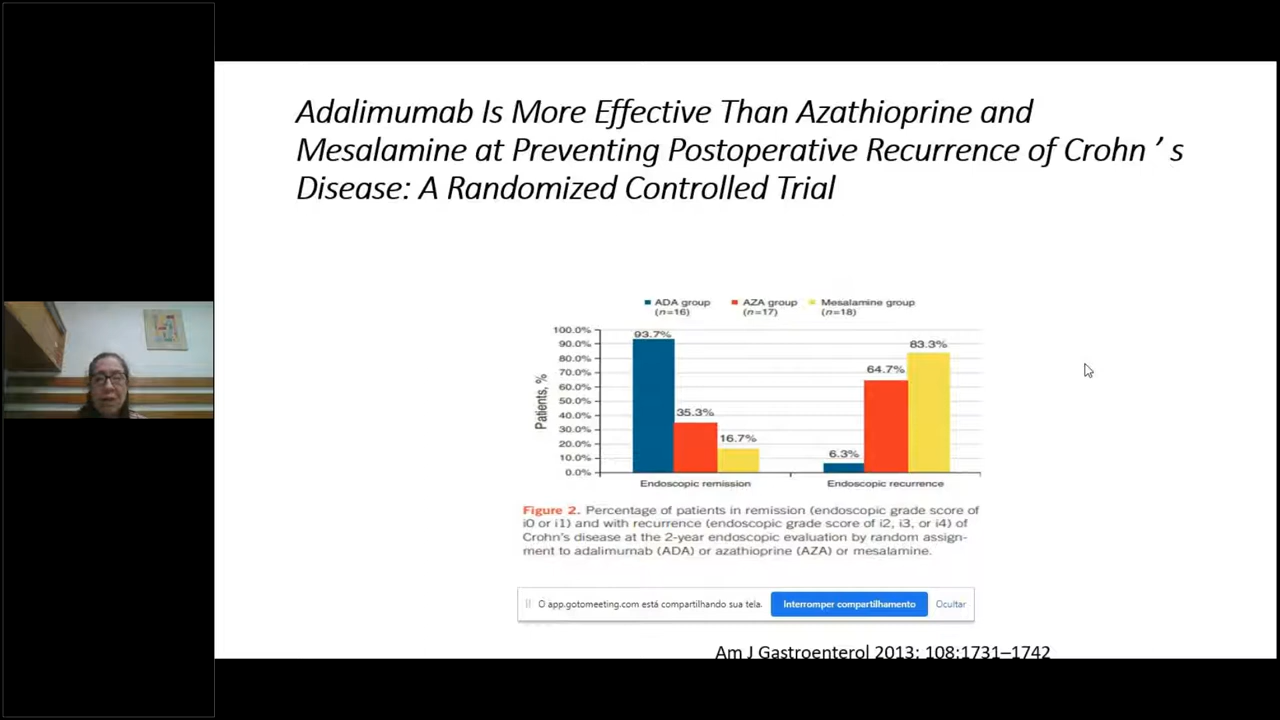 Adalimumab Is More Effective Than Azathioprine and
Mesalamine at Preventing Postoperative Recurrence of Crohn ’ s
Disease: A Randomized Controlled Trial
ADA group
(n=16)
AZA group
(n=17)
Mesalamine group
(n=18)
Patients, %
100.0%
90.0%
80.0%
70.0%
60.0%
50.0%
40.0%
30.0%
20.0%
10.0%
0.0%
93.7%
35.3%
16.7%
6.3%
64.7%
83.3%
Endoscopic remission
Endoscopic recurrence
Figure 2. Percentage of patients in remission (endoscopic grade score of
i0 or i1) and with recurrence (endoscopic grade score of i2, i3, or i4) of
Crohn’s disease at the 2-year endoscopic evaluation by random assign-
ment to adalimumab (ADA) or azathioprine (AZA) or mesalamine.
O app.gotomeeting.com está compartilhando sua tela.
Interromper compartilhamento
Ocultar
Am J Gastroenterol 2013; 108:1731–1742